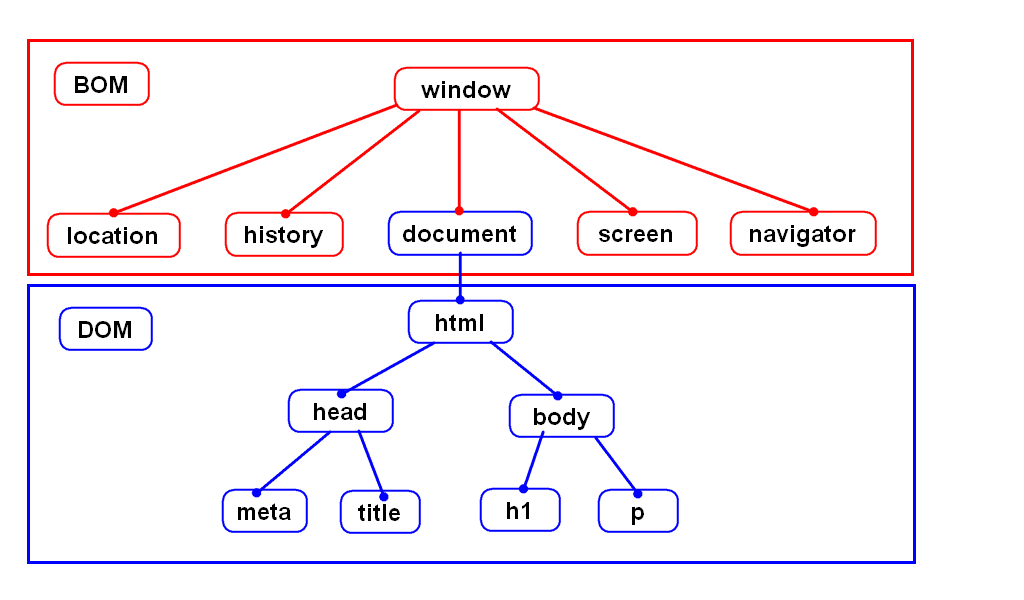 BOM
window
location
history
document
screen
navigator
DOM
html
head
body
meta
title
h1
p